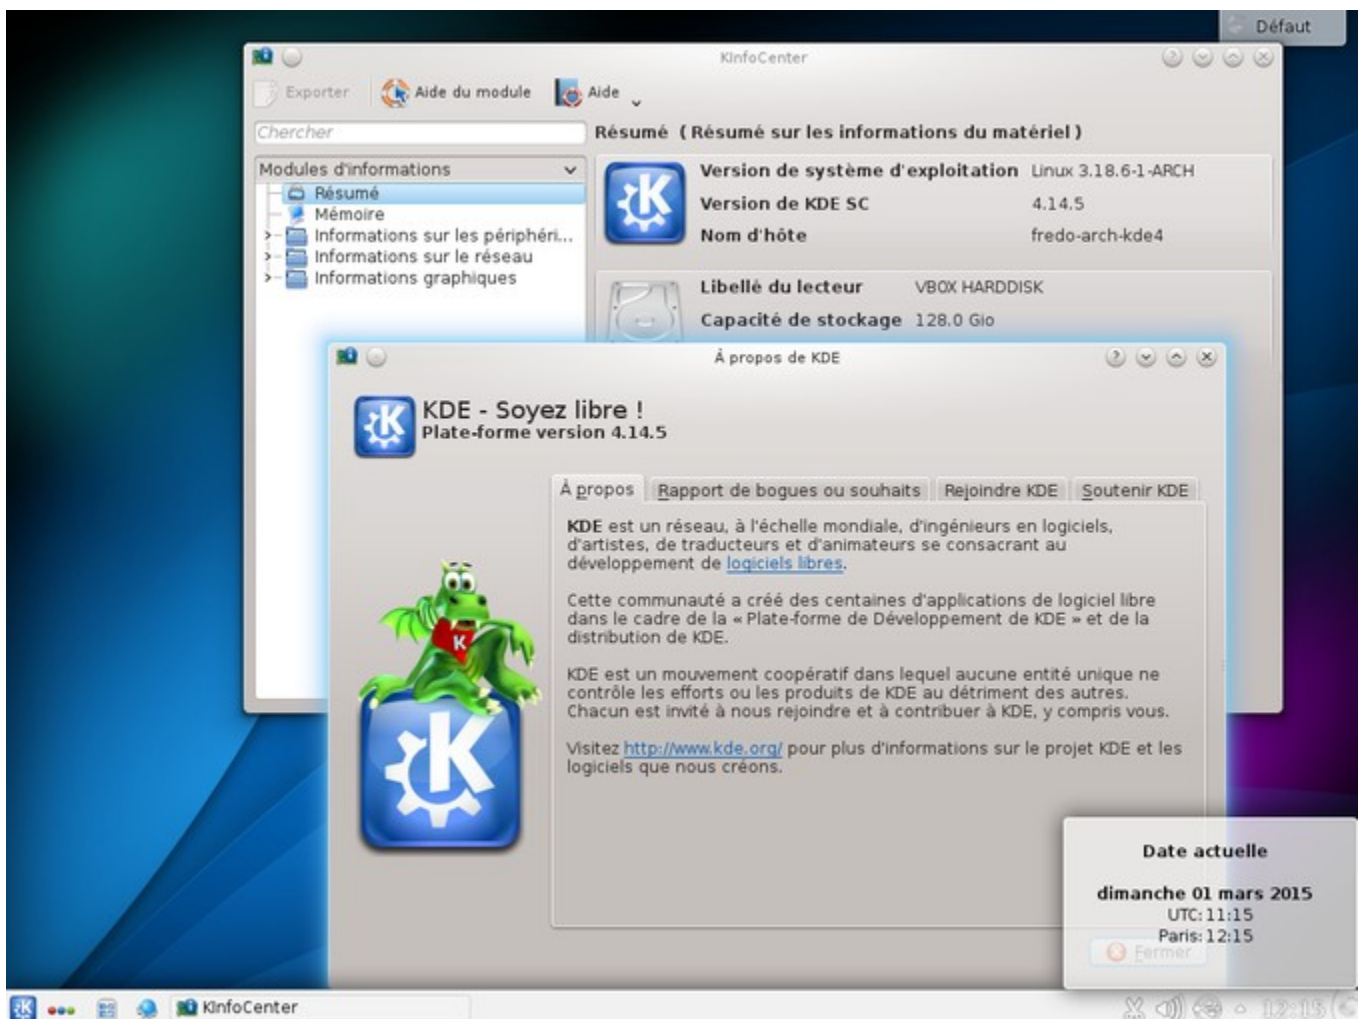 Défaut
KInfoCenter
Exporter
Aide du module
Aide
Chercher
Résumé ( Résumé sur les informations du matériel )
Modules d'informations
Résumé
Mémoire
Informations sur les périphéri...
Informations sur le réseau
Informations graphiques
Version de système d'exploitation Linux 3.18.6-1-ARCH
Version de KDE SC 4.14.5
Nom d'hôte fredo-arch-kde4
Libellé du lecteur VBOX HARDDISK
Capacité de stockage 128.0 Gio
À propos de KDE
KDE - Soyez libre !
Plate-forme version 4.14.5
À propos
Rapport de bogues ou souhaits
Rejoindre KDE
Soutenir KDE
KDE est un réseau, à l'échelle mondiale, d'ingénieurs en logiciels,
d'artistes, de traducteurs et d'animateurs se consacrant au
développement de logiciels libres.
Cette communauté a créé des centaines d'applications de logiciel libre
dans le cadre de la « Plate-forme de Développement de KDE » et de la
distribution de KDE.
KDE est un mouvement coopératif dans lequel aucune entité unique ne
contrôle les efforts ou les produits de KDE au détriment des autres.
Chacun est invité à nous rejoindre et à contribuer à KDE, y compris vous.
Visitez http://www.kde.org/ pour plus d'informations sur le projet KDE et les
logiciels que nous créons.
K
K
Date actuelle
dimanche 01 mars 2015
UTC: 11:15
Paris: 12:15
Fermer
KInfoCenter
12:15